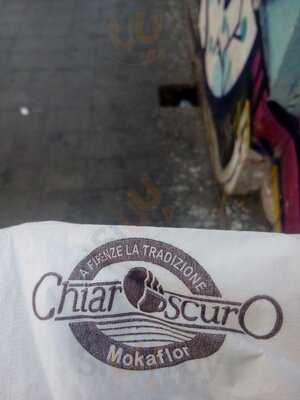 A FIRENZE LA TRADIZIONE
ChiarOscurO
Mokaflor